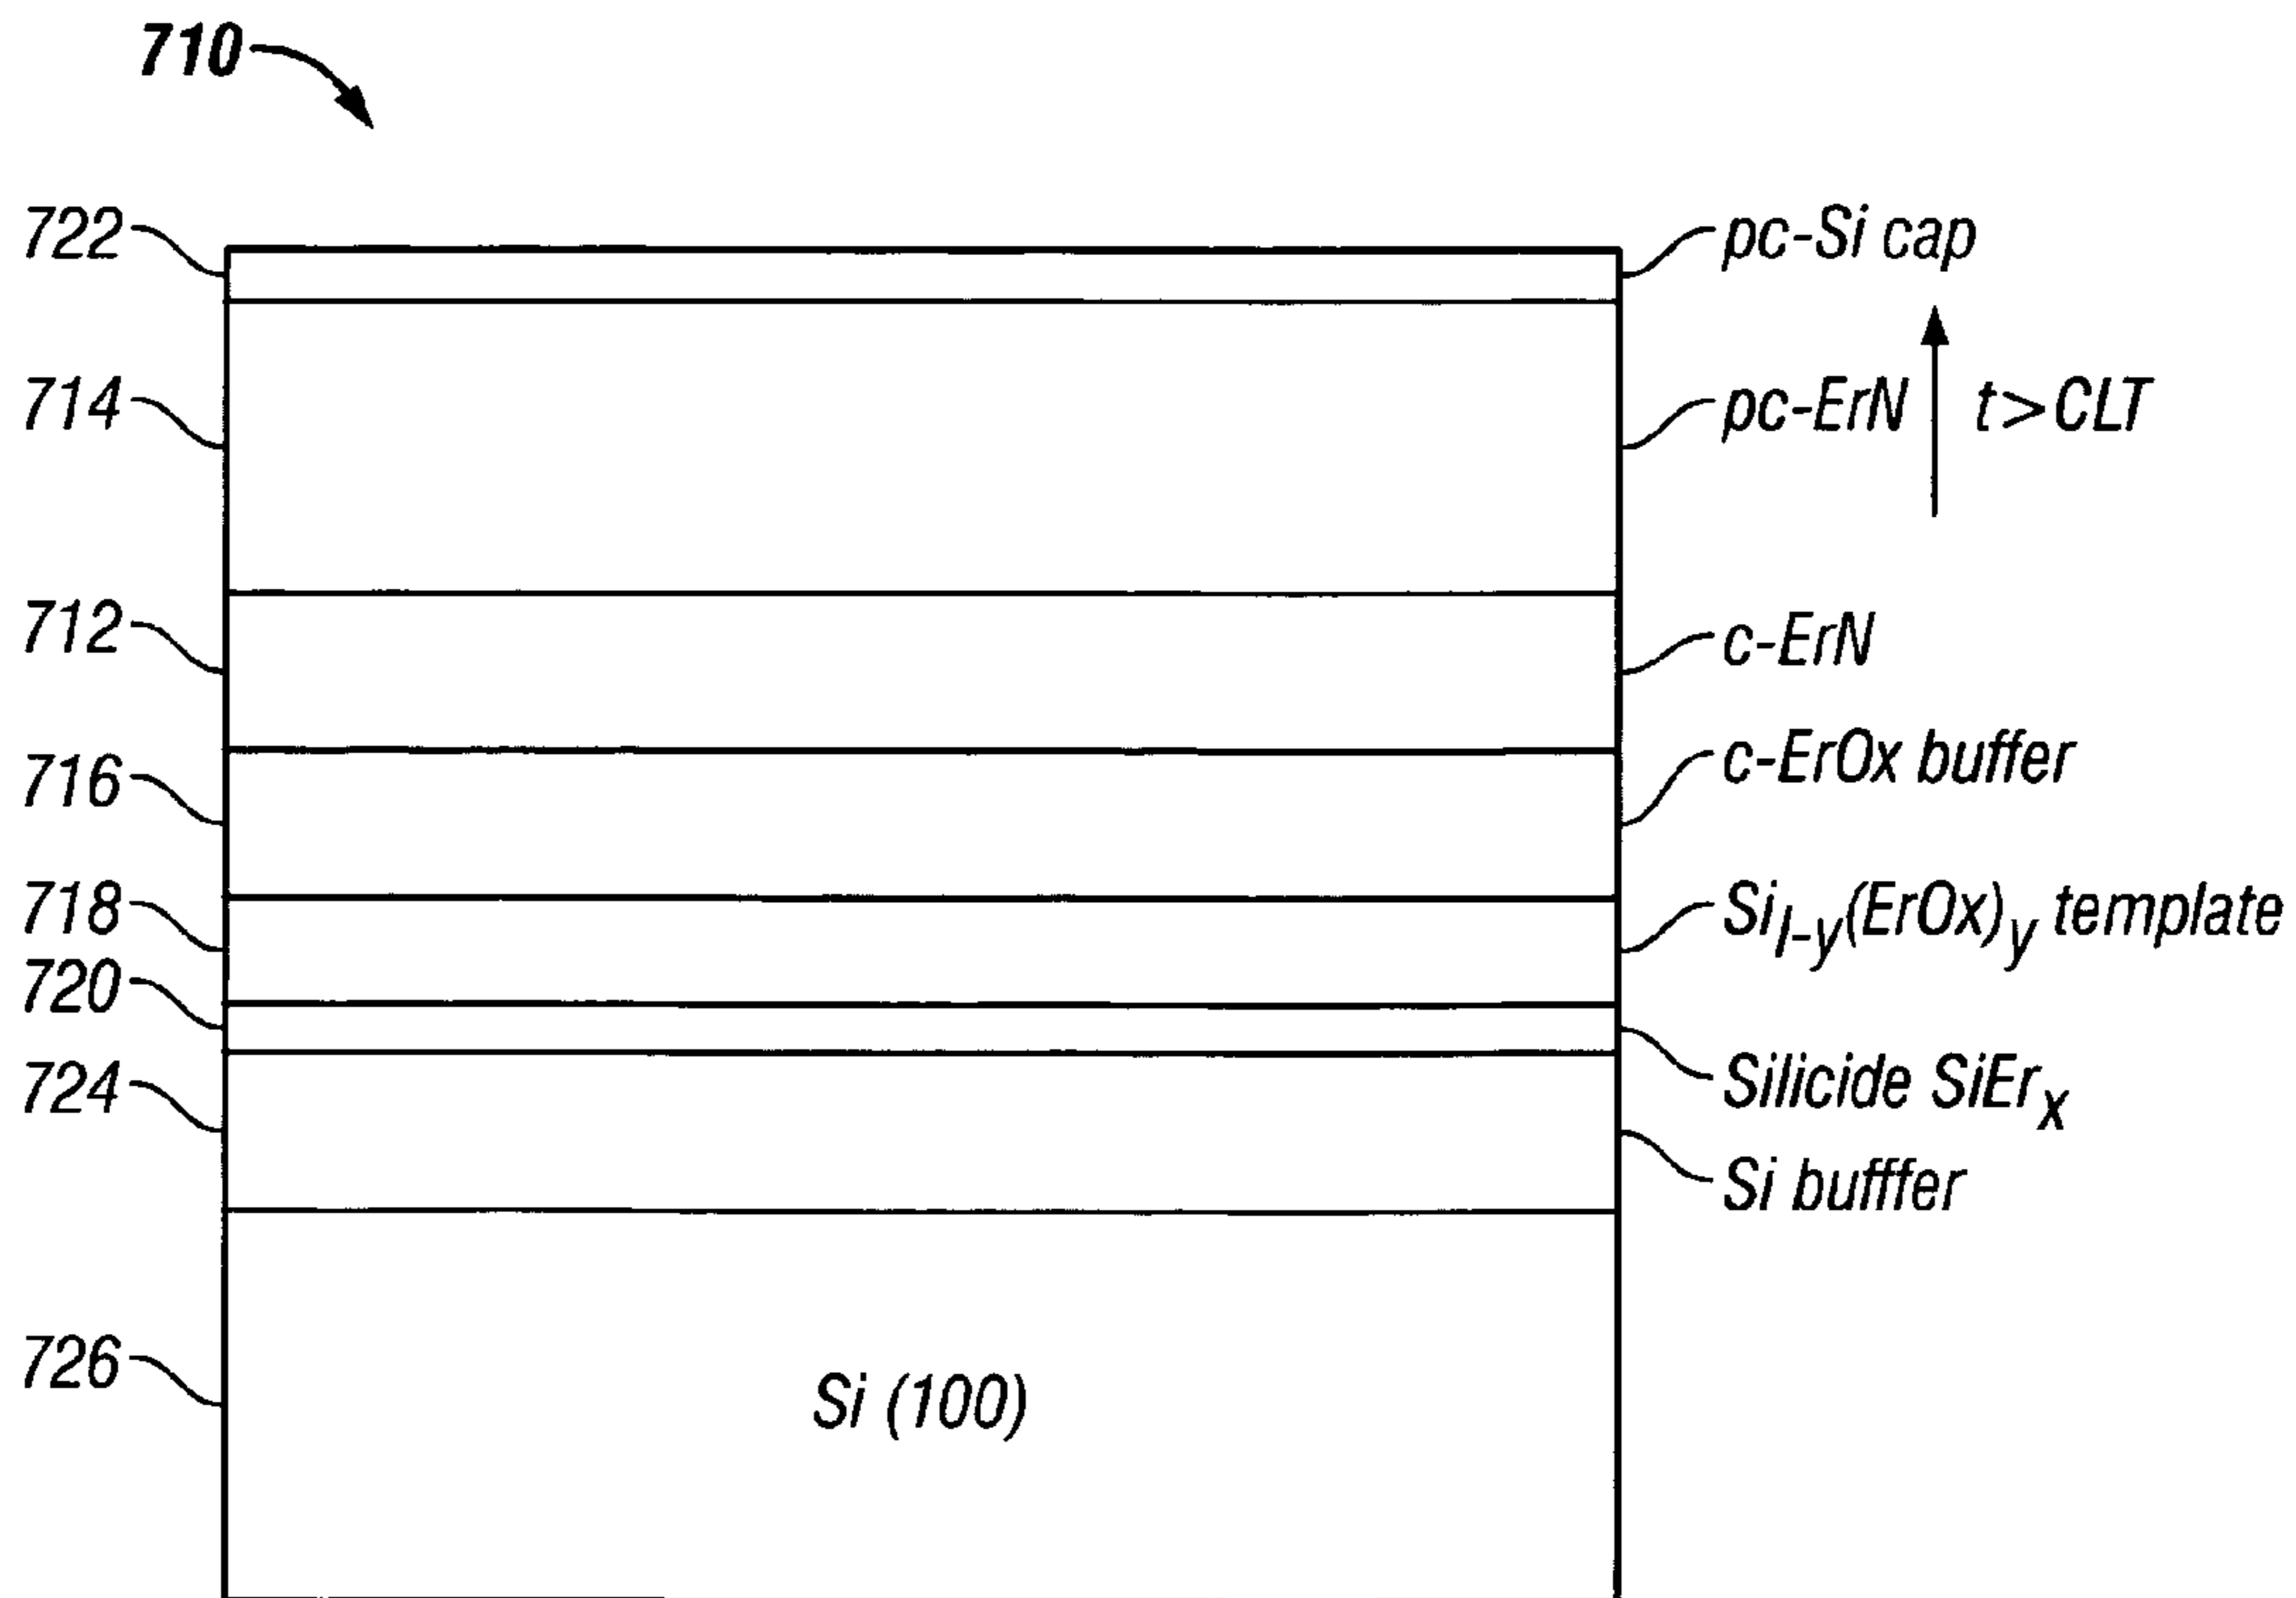 710
722
pc-Si cap
714
pc-ErN
t>CLT
712
c-ErN
716
c-ErOx buffer
718
Si1-y(ErOx)y template
720
Silicide SiErx
724
Si bufffer
726
Si (100)